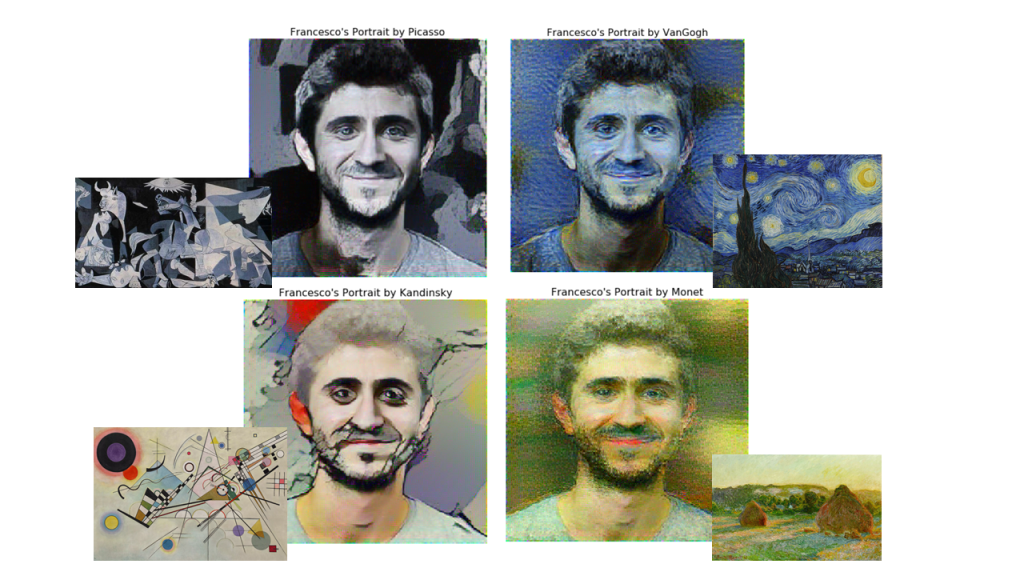 Francesco's Portrait by Picasso
Francesco's Portrait by VanGogh
Francesco's Portrait by Kandinsky
Francesco's Portrait by Monet